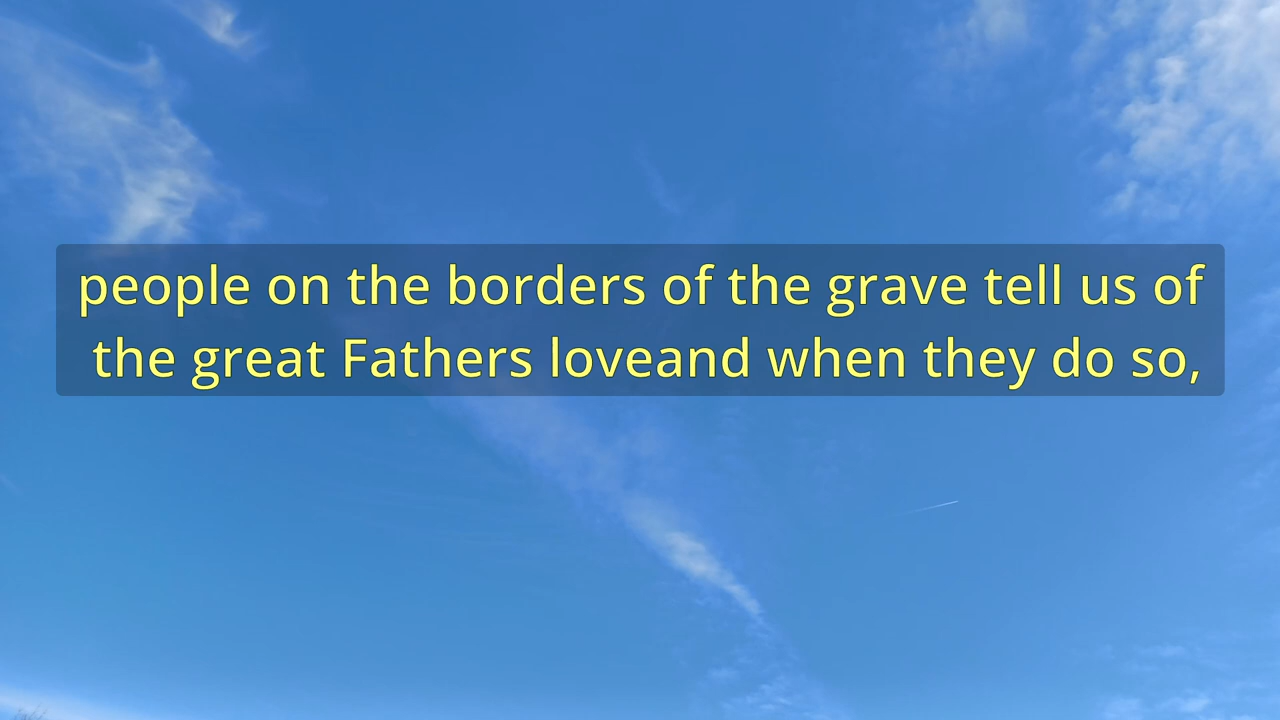 people on the borders of the grave tell us of
the great Fathers loveand when they do so,